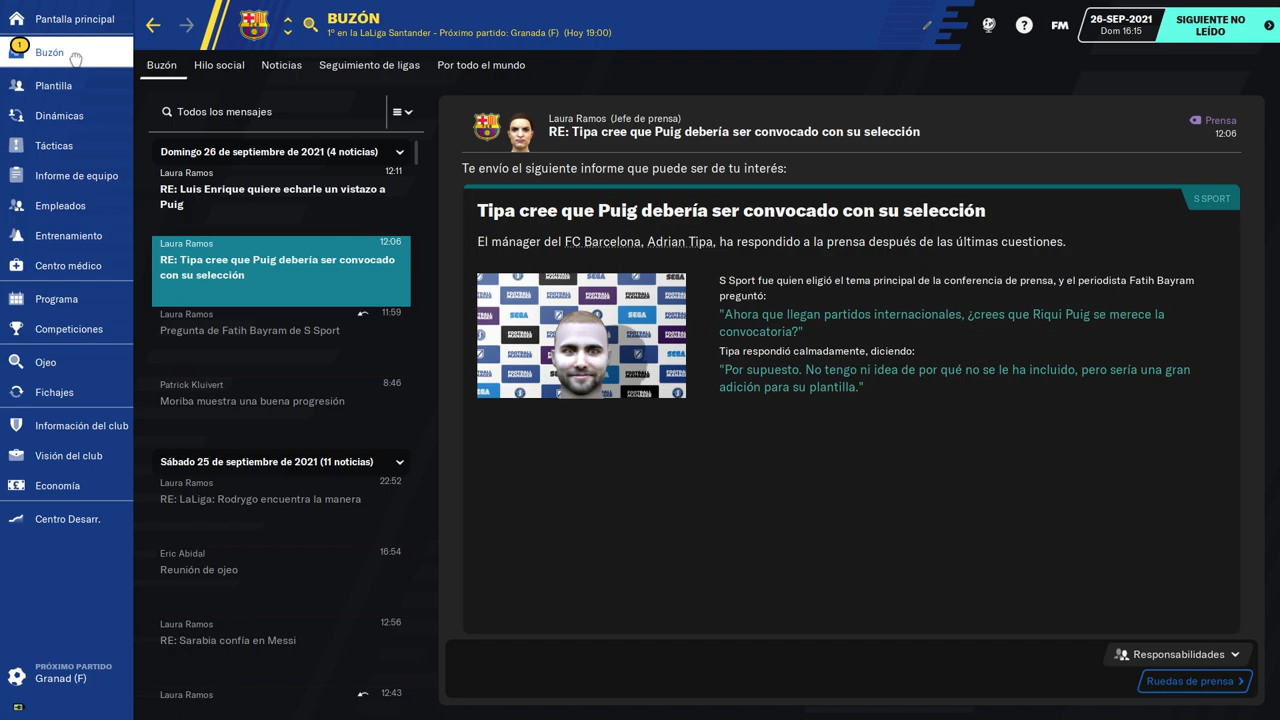 Pantalla principal
1
Buzón
Plantilla
Dinámicas
Tácticas
Informe de equipo
Empleados
Entrenamiento
Centro médico
Programa
Competiciones
Ojeo
Fichajes
Información del club
Visión del club
Economía
Centro Desarr.
PRÓXIMO PARTIDO
Granad (F)
BUZÓN
1º en la LaLiga Santander - Próximo partido: Granada (F) (Hoy 19:00)
?
FM
26-SEP-2021
Dom 16:15
SIGUIENTE NO
LEÍDO
Buzón Hilo social Noticias Seguimiento de ligas Por todo el mundo
Todos los mensajes
Domingo 26 de septiembre de 2021 (4 noticias)
Laura Ramos 12:11
RE: Luis Enrique quiere echarle un vistazo a
Puig
Laura Ramos 12:06
RE: Tipa cree que Puig debería ser convocado
con su selección
Laura Ramos 11:59
Pregunta de Fatih Bayram de S Sport
Patrick Kluivert 8:46
Moriba muestra una buena progresión
Sábado 25 de septiembre de 2021 (11 noticias)
Laura Ramos 22:52
RE: LaLiga: Rodrygo encuentra la manera
Eric Abidal 16:54
Reunión de ojeo
Laura Ramos 12:56
RE: Sarabia confía en Messi
Laura Ramos 12:43
Laura Ramos (Jefe de prensa)
RE: Tipa cree que Puig debería ser convocado con su selección
Prensa
12:06
Te envío el siguiente informe que puede ser de tu interés:
S SPORT
Tipa cree que Puig debería ser convocado con su selección
El mánager del FC Barcelona, Adrian Tipa, ha respondido a la prensa después de las últimas cuestiones.
S Sport fue quien eligió el tema principal de la conferencia de prensa, y el periodista Fatih Bayram
preguntó:
"Ahora que llegan partidos internacionales, ¿crees que Riqui Puig se merece la
convocatoria?"
Tipa respondió calmadamente, diciendo:
"Por supuesto. No tengo ni idea de por qué no se le ha incluido, pero sería una gran
adición para su plantilla."
Responsabilidades
Ruedas de prensa